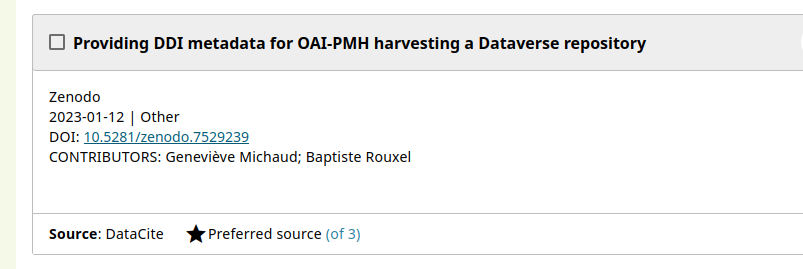 Providing DDI metadata for OAI-PMH harvesting a Dataverse repository
Zenodo
2023-01-12 | Other
DOI: 10.5281/zenodo.7529239
CONTRIBUTORS: Geneviève Michaud; Baptiste Rouxel
Source: DataCite ★Preferred source (of 3)